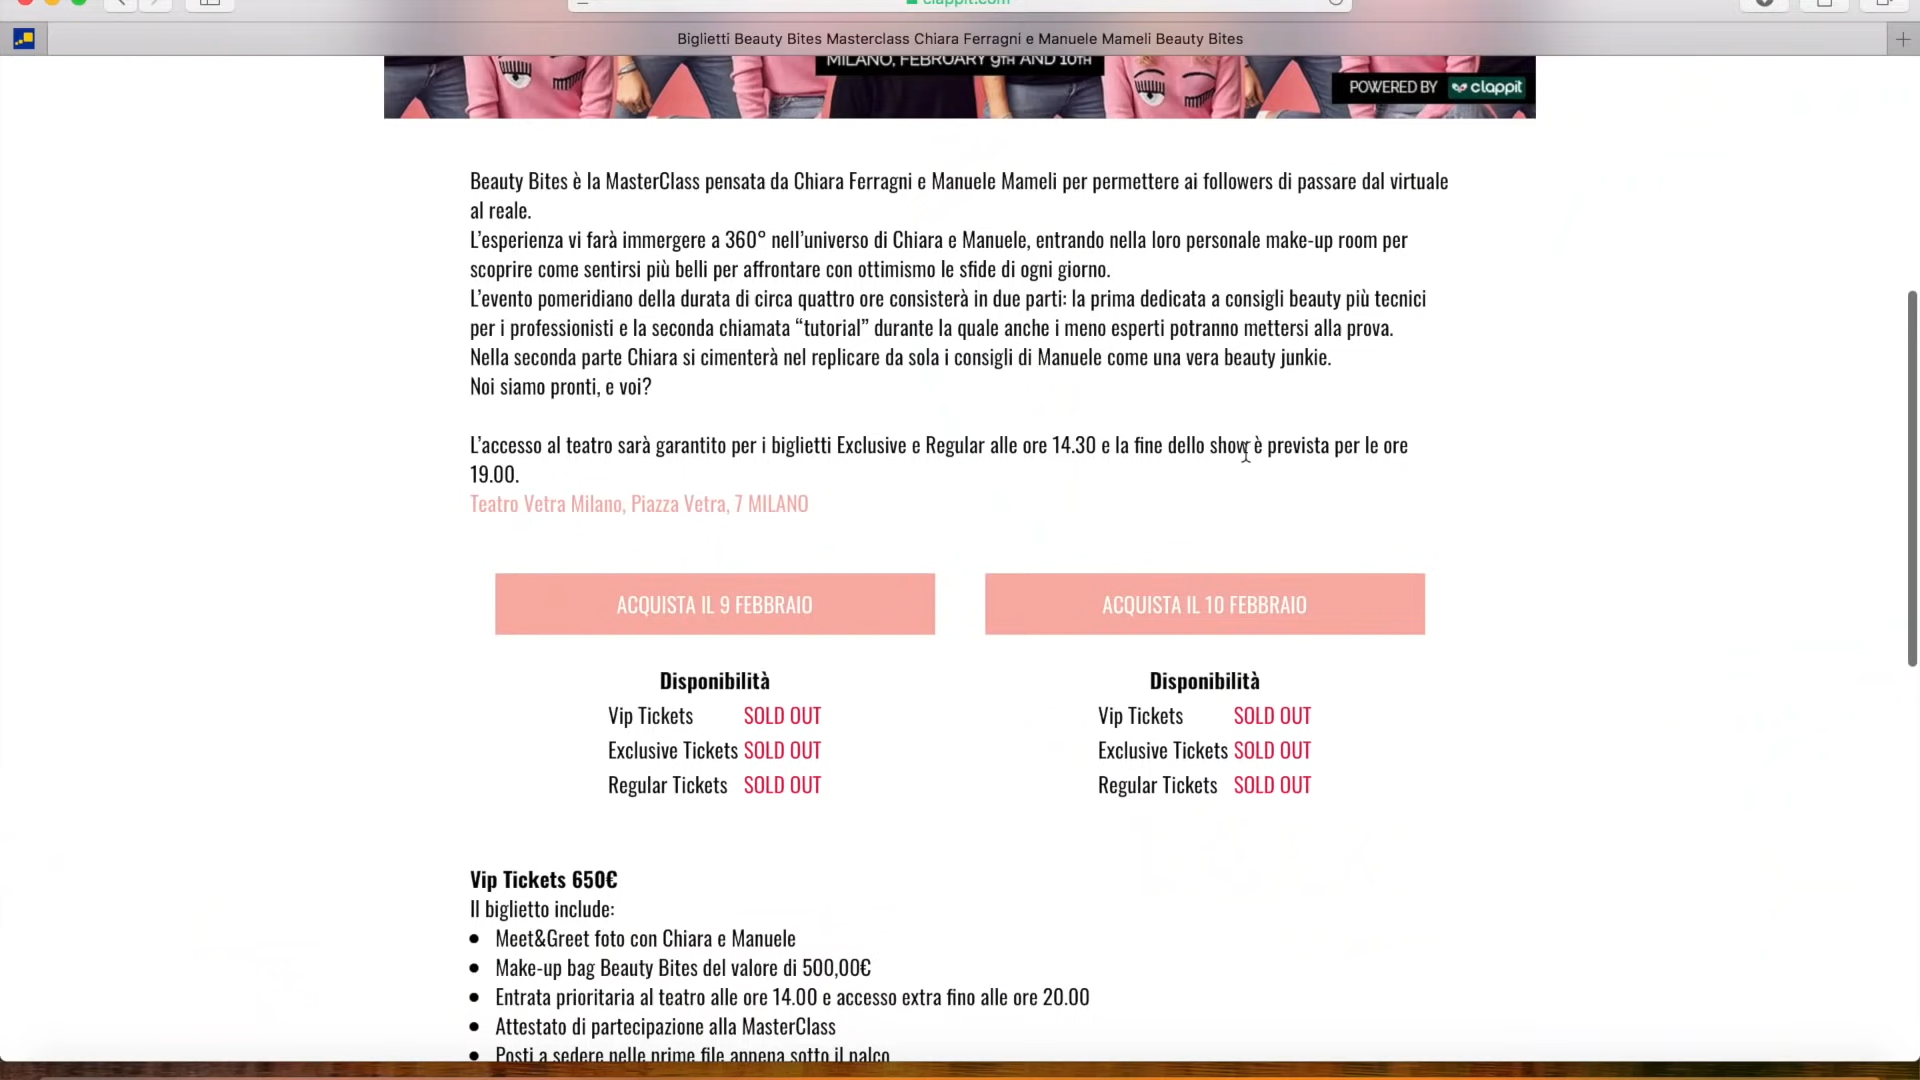 clappit.com
Biglietti Beauty Bites Masterclass Chiara Ferragni e Manuele Mameli Beauty Bites
MILANO, FEBRUARY 9TH AND 10TH
POWERED BY clappit
Beauty Bites è la MasterClass pensata da Chiara Ferragni e Manuele Mameli per permettere ai followers di passare dal virtuale
al reale.
L'esperienza vi farà immergere a 360° nell'universo di Chiara e Manuele, entrando nella loro personale make-up room per
scoprire come sentirsi più belli per affrontare con ottimismo le sfide di ogni giorno.
L'evento pomeridiano della durata di circa quattro ore consisterà in due parti: la prima dedicata a consigli beauty più tecnici
per i professionisti e la seconda chiamata “tutorial” durante la quale anche i meno esperti potranno mettersi alla prova.
Nella seconda parte Chiara si cimenterà nel replicare da sola i consigli di Manuele come una vera beauty junkie.
Noi siamo pronti, e voi?
L'accesso al teatro sarà garantito per i biglietti Exclusive e Regular alle ore 14.30 e la fine dello show è prevista per le ore
19.00.
Teatro Vetra Milano, Piazza Vetra, 7 MILANO
ACQUISTA IL 9 FEBBRAIO
Disponibilità
Vip Tickets SOLD OUT
Exclusive Tickets SOLD OUT
Regular Tickets SOLD OUT
ACQUISTA IL 10 FEBBRAIO
Disponibilità
Vip Tickets SOLD OUT
Exclusive Tickets SOLD OUT
Regular Tickets SOLD OUT
Vip Tickets 650€
Il biglietto include:
Meet&Greet foto con Chiara e Manuele
Make-up bag Beauty Bites del valore di 500,00€
Entrata prioritaria al teatro alle ore 14.00 e accesso extra fino alle ore 20.00
Attestato di partecipazione alla MasterClass
Posti a sedere nelle prime file appena sotto il palco